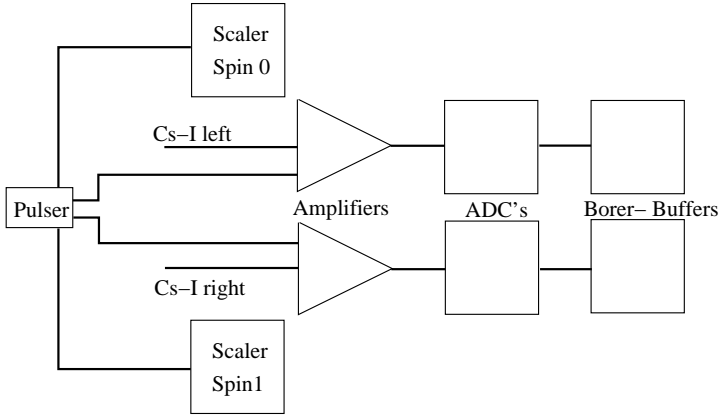 Scaler
Spin 0
Cs−I left
Pulser
Amplifiers
ADC's
Borer− Buffers
Cs−I right
Scaler
Spin1